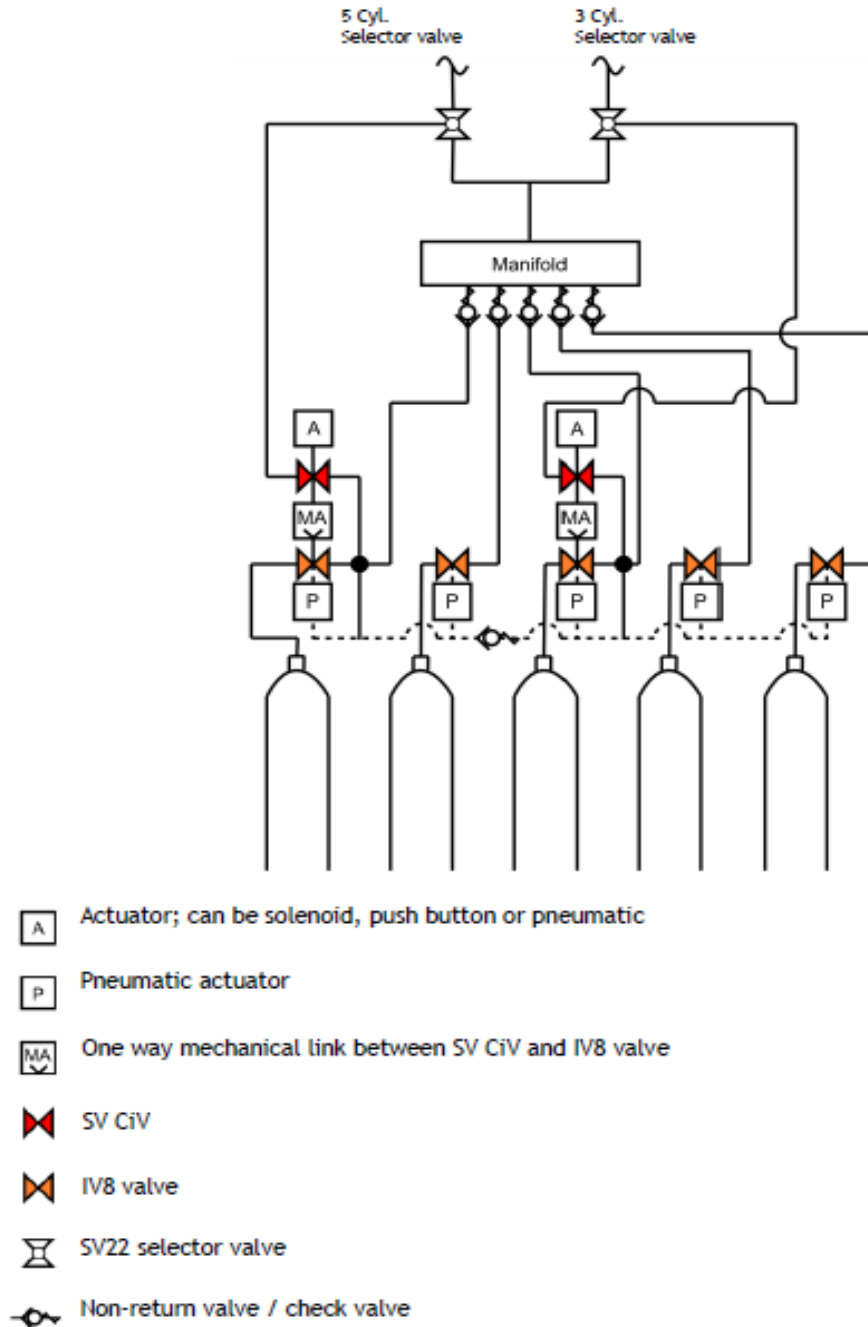 5 Cyl.
Selector valve
3 Cyl.
Selector valve
Manifold
A
A
MA
MA
P
P
P
P
P
A
Actuator; can be solenoid, push button or pneumatic
P
Pneumatic actuator
MA
One way mechanical link between SV CiV and IV8 valve
SV CiV
IV8 valve
SV22 selector valve
Non-return valve / check valve